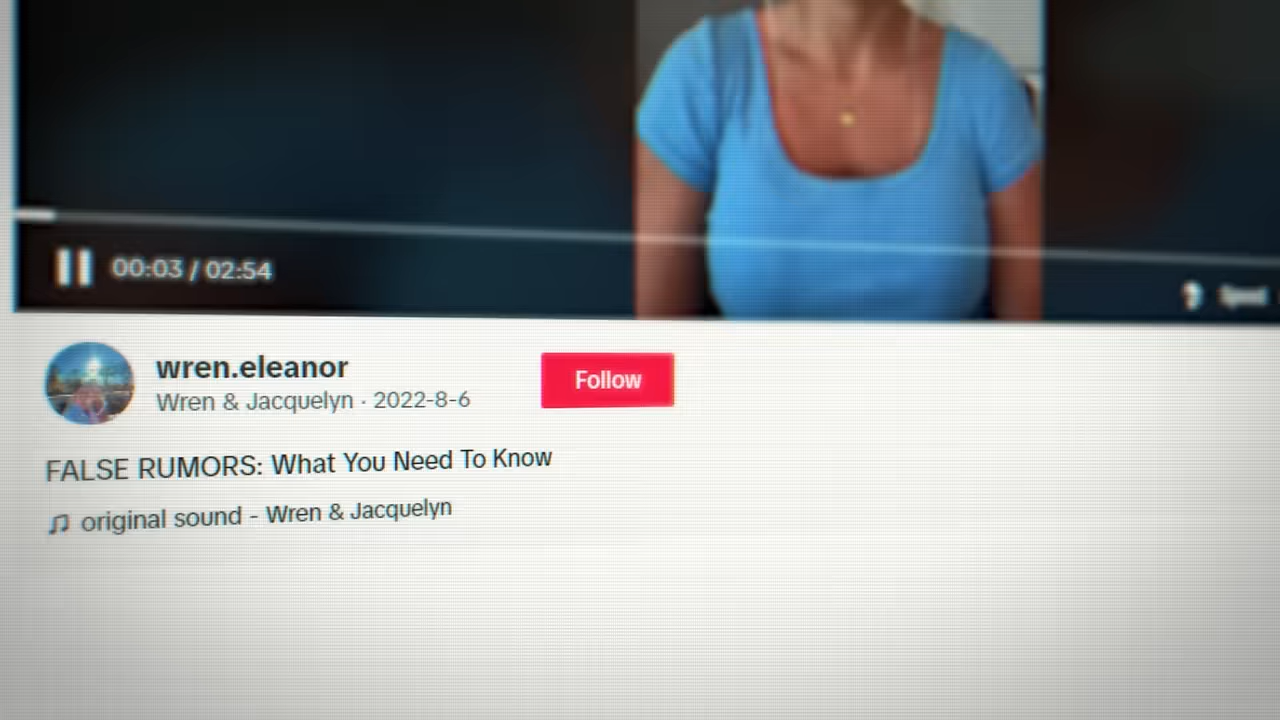 00:03 / 02:54
wren.eleanor
Wren & Jacquelyn · 2022-8-6
Follow
FALSE RUMORS: What You Need To Know
original sound - Wren & Jacquelyn